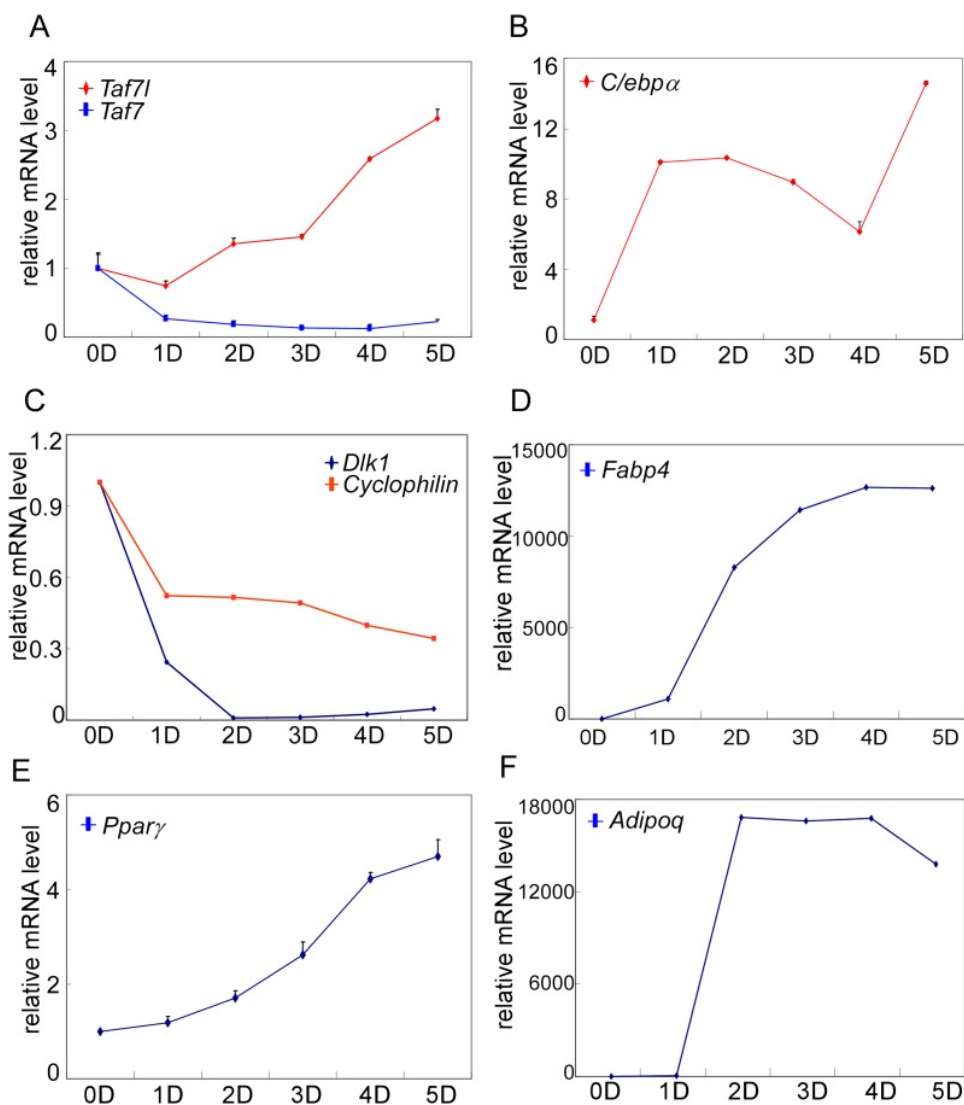 A
relative mRNA level
4
3
2
1
0
Taf7l
Taf7
0D 1D 2D 3D 4D 5D
B
relative mRNA level
16
12
8
4
0
C/ebpα
0D 1D 2D 3D 4D 5D
C
relative mRNA level
1.2
0.9
0.6
0.3
0
Dlk1
Cyclophilin
0D 1D 2D 3D 4D 5D
D
relative mRNA level
15000
10000
5000
0
Fabp4
0D 1D 2D 3D 4D 5D
E
relative mRNA level
6
4
2
0
Pparγ
0D 1D 2D 3D 4D 5D
F
relative mRNA level
18000
12000
6000
0
Adipoq
0D 1D 2D 3D 4D 5D